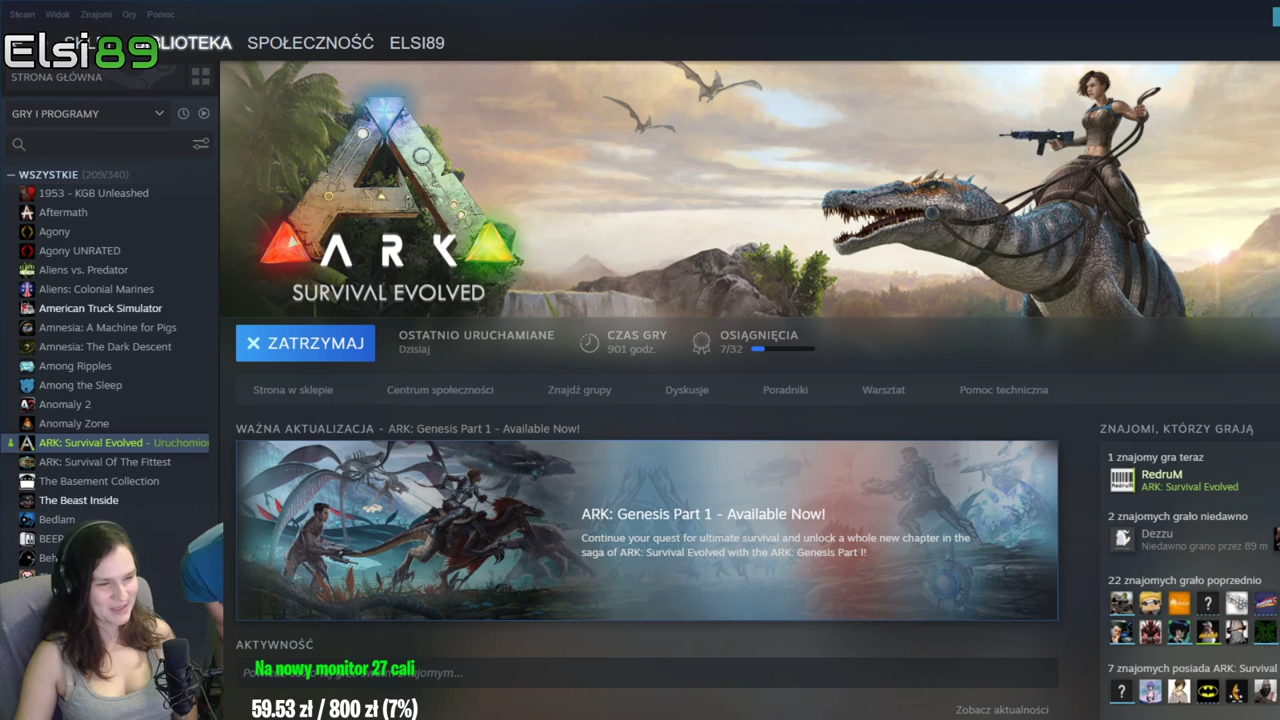 Steam Widok Znajomi Gry Pomoc
Elsi89
BIBLIOTEKA SPOŁECZNOŚĆ ELSI89
STRONA GŁÓWNA
GRY I PROGRAMY
WSZYSTKIE (209/340)
1953 - KGB Unleashed
Aftermath
Agony
Agony UNRATED
Aliens vs. Predator
Aliens: Colonial Marines
American Truck Simulator
Amnesia: A Machine for Pigs
Amnesia: The Dark Descent
Among Ripples
Among the Sleep
Anomaly 2
Anomaly Zone
ARK: Survival Evolved - Uruchomion
ARK: Survival Of The Fittest
The Basement Collection
The Beast Inside
Bedlam
BEEP
Beh
ARK
SURVIVAL EVOLVED
ZATRZYMAJ
OSTATNIO URUCHAMIANE
Dzisiaj
CZAS GRY
901 godz.
OSIĄGNIĘCIA
7/32
Strona w sklepie Centrum społeczności Znajdź grupy Dyskusje Poradniki Warsztat Pomoc techniczna
WAŻNA AKTUALIZACJA - ARK: Genesis Part 1 - Available Now!
ARK: Genesis Part 1 - Available Now!
Continue your quest for ultimate survival and unlock a whole new chapter in the
saga of ARK: Survival Evolved with the ARK: Genesis Part I!
AKTYWNOŚĆ
Na nowy monitor 27 cali
59.53 zł / 800 zł (7%)
Zobacz aktualności
ZNAJOMI, KTÓRZY GRAJĄ
1 znajomy gra teraz
RedruM
ARK: Survival Evolved
2 znajomych grało niedawno
Dezzu
Niedawno grano przez 89 m
22 znajomych grało poprzednio
7 znajomych posiada ARK: Survival